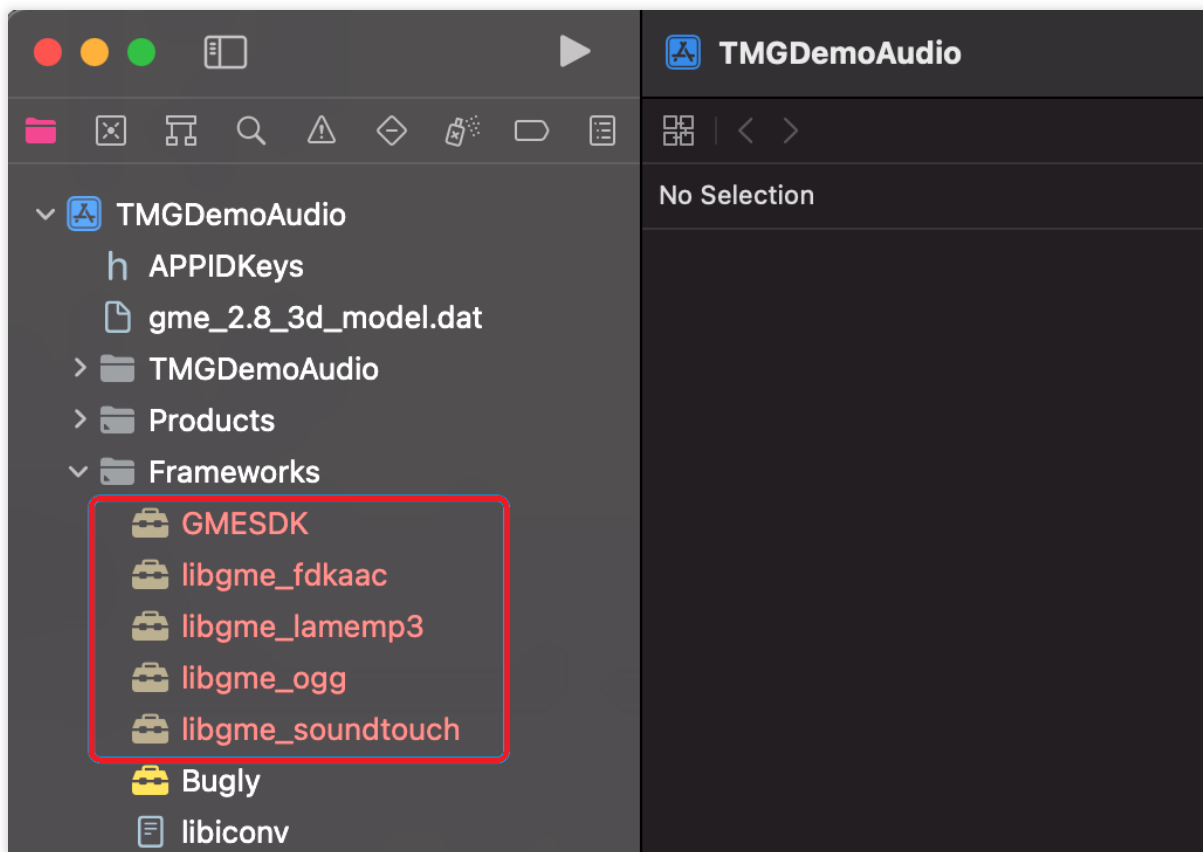 TMGDemoAudio
No Selection
TMGDemoAudio
h APPIDKeys
gme_2.8_3d_model.dat
TMGDemoAudio
Products
Frameworks
GMESDK
libgme_fdkaac
libgme_lamemp3
libgme_ogg
libgme_soundtouch
Bugly
libiconv